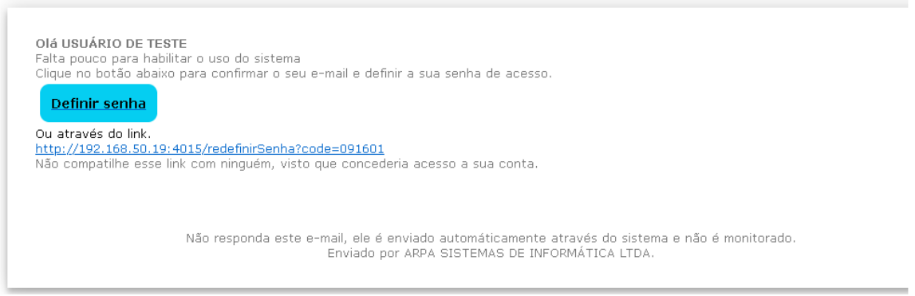 Olá USUÁRIO DE TESTE
Falta pouco para habilitar o uso do sistema
Clique no botão abaixo para confirmar o seu e-mail e definir a sua senha de acesso.
Definir senha
Ou através do link.
http://192.168.50.19:4015/redefinirSenha?code=091601
Não compatilhe esse link com ninguém, visto que concederia acesso a sua conta.
Não responda este e-mail, ele é enviado automáticamente através do sistema e não é monitorado.
Enviado por ARPA SISTEMAS DE INFORMÁTICA LTDA.